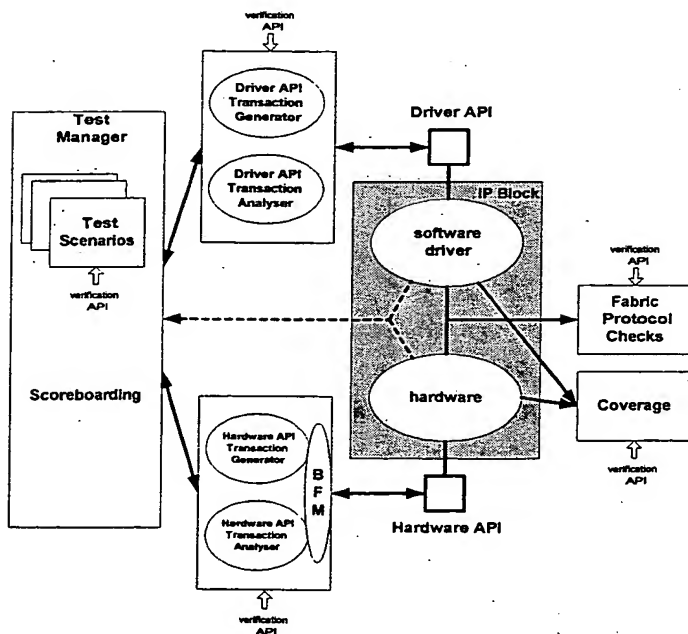 verification
API
Driver API
Transaction
Generator
Driver API
Transaction
Analyser
Test
Manager
Test
Scenarios
verification
API
Scoreboarding
Driver API
IP Block
software
driver
hardware
Hardware API
verification
API
Fabric
Protocol
Checks
Coverage
verification
API
Hardware API
Transaction
Generator
Hardware API
Transaction
Analyser
B
F
M
verification
API